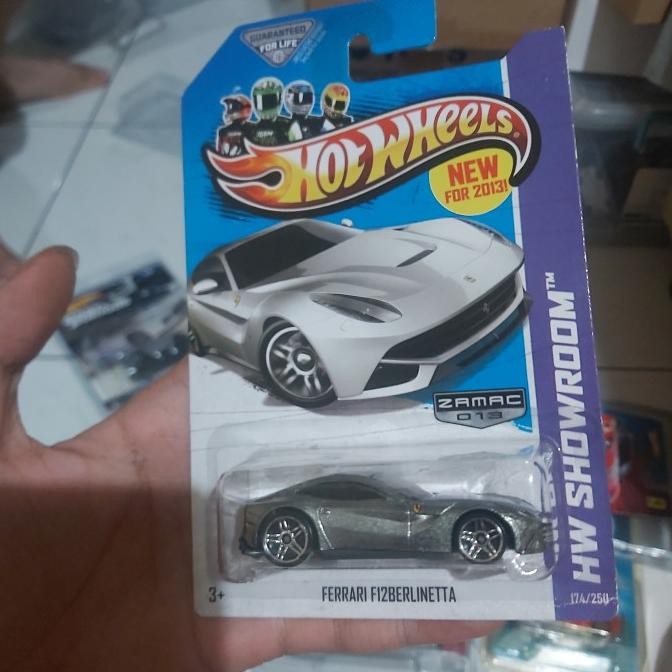 GUARANTEED
FOR LIFE
HOT WHEELS
NEW
FOR 2013!
ZAMAC
013
HW SHOWROOM™
3+
FERRARI F12BERLINETTA
174/250